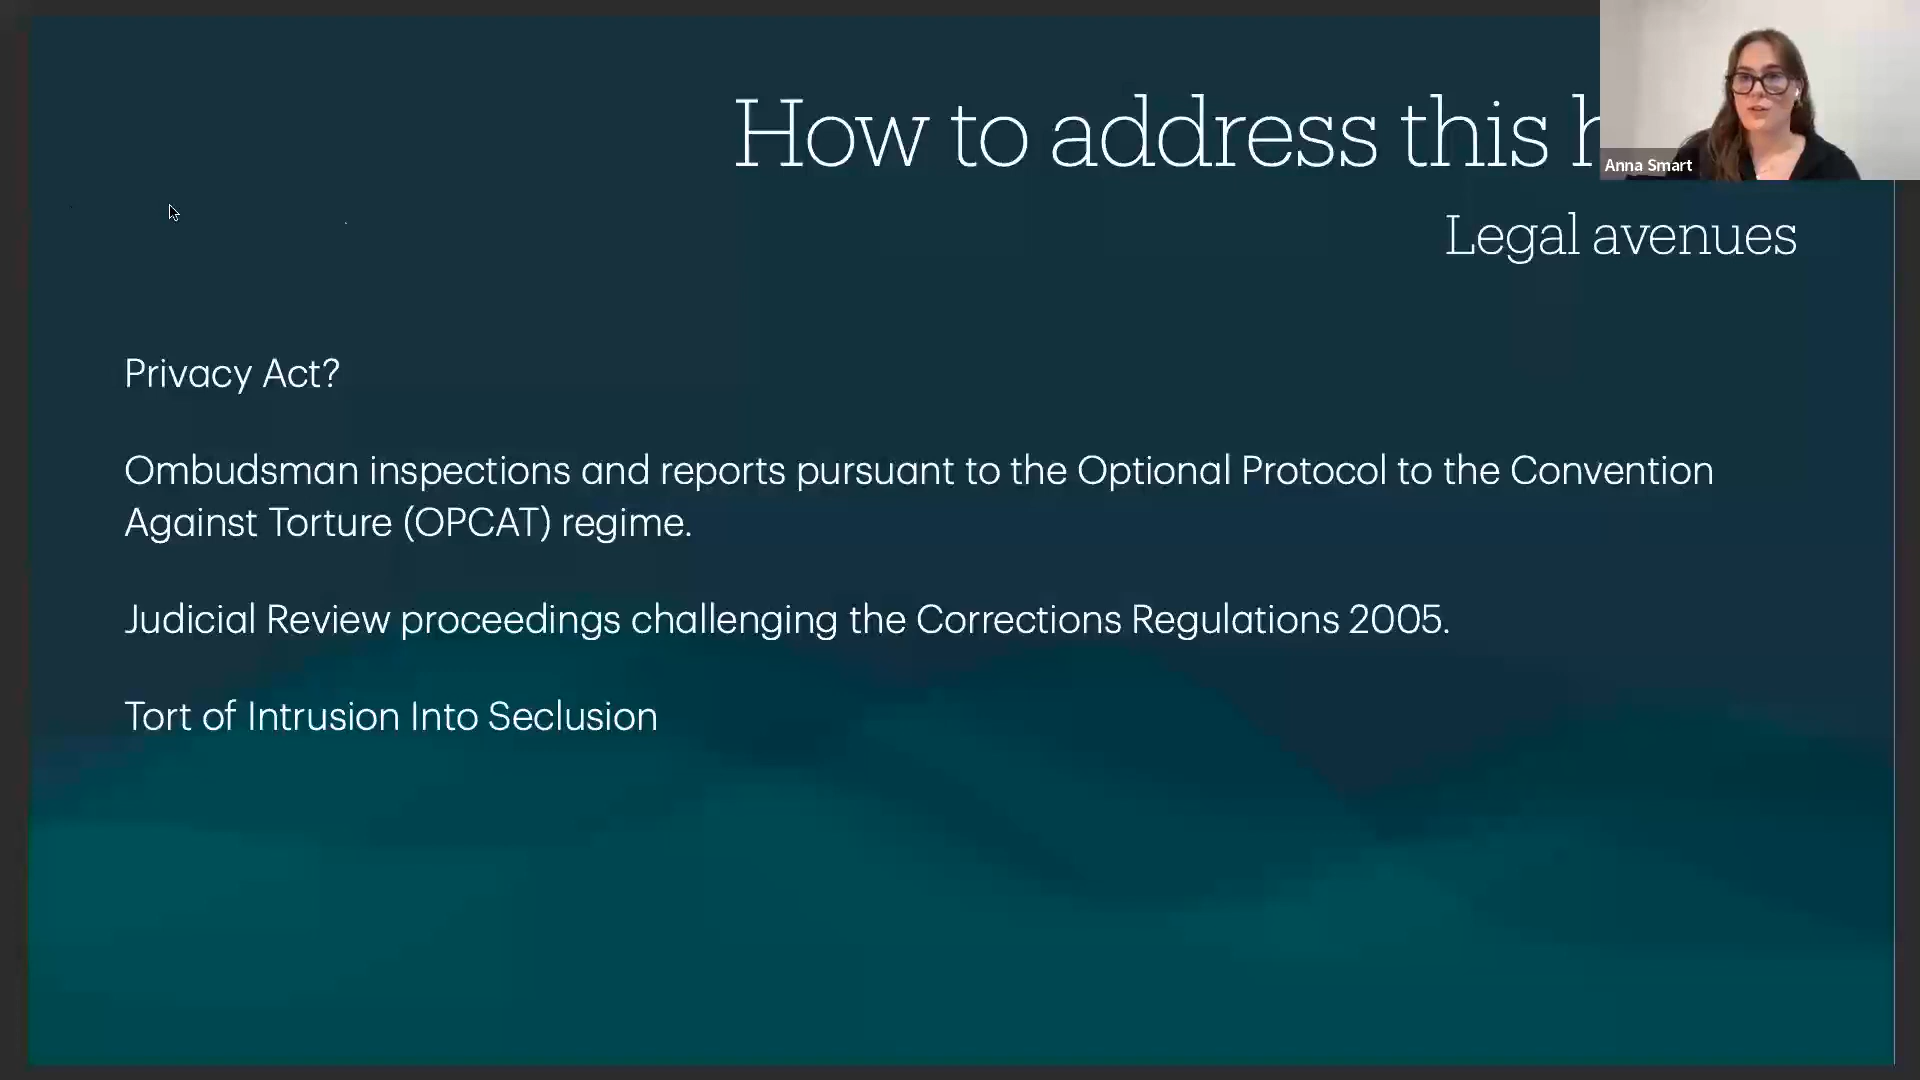 How to address this
Anna Smart
Legal avenues
Privacy Act?
Ombudsman inspections and reports pursuant to the Optional Protocol to the Convention
Against Torture (OPCAT) regime.
Judicial Review proceedings challenging the Corrections Regulations 2005.
Tort of Intrusion Into Seclusion